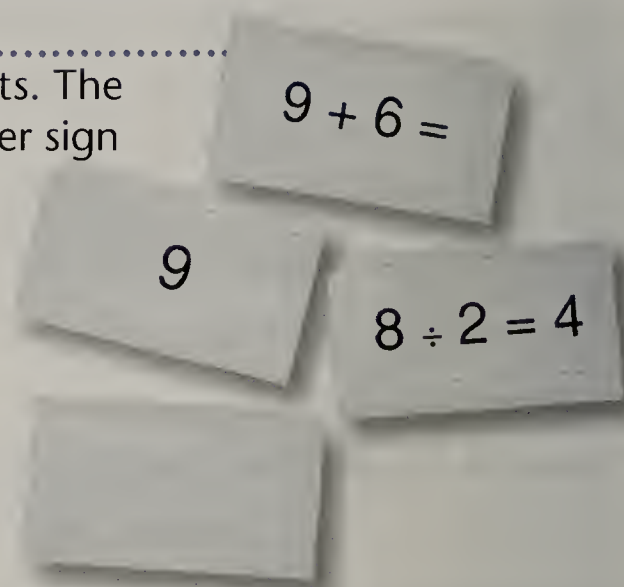 ts. The
er sign
9 + 6 =
9
8 ÷ 2 = 4